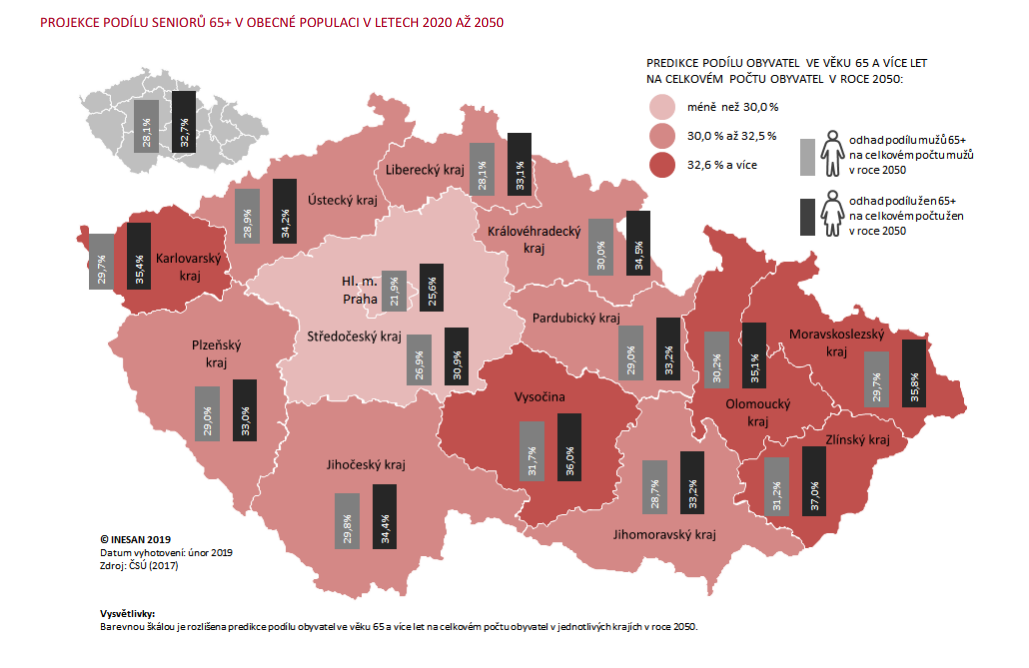 PROJEKCE PODÍLU SENIORŮ 65+ V OBECNÉ POPULACI V LETECH 2020 AŽ 2050
PREDIKCE PODÍLU OBYVATEL VE VĚKU 65 A VÍCE LET
NA CELKOVÉM POČTU OBYVATEL V ROCE 2050:
méně než 30,0 %
30,0 % až 32,5 %
32,6 % a více
odhad podílu mužů 65+
na celkovém počtu mužů
v roce 2050
odhad podílu žen 65+
na celkovém počtu žen
v roce 2050
28,1%
32,7%
Liberecký kraj
28,1%
33,1%
Ústecký kraj
28,9%
34,2%
Královéhradecký
kraj
30,0%
34,5%
Karlovarský
kraj
29,7%
35,4%
Hl. m.
Praha
21,9%
25,6%
Středočeský kraj
26,9%
30,9%
Pardubický kraj
29,0%
33,2%
Plzeňský
kraj
29,0%
33,0%
Moravskoslezský
kraj
29,7%
35,8%
Olomoucký
kraj
30,2%
35,1%
Vysočina
31,7%
36,0%
Zlínský kraj
31,2%
37,0%
Jihočeský kraj
29,8%
34,4%
Jihomoravský kraj
28,7%
33,2%
© INESAN 2019
Datum vyhotovení: únor 2019
Zdroj: ČSÚ (2017)
Vysvětlivky:
Barevnou škálou je rozlišena predikce podílu obyvatel ve věku 65 a více let na celkovém počtu obyvatel v jednotlivých krajích v roce 2050.